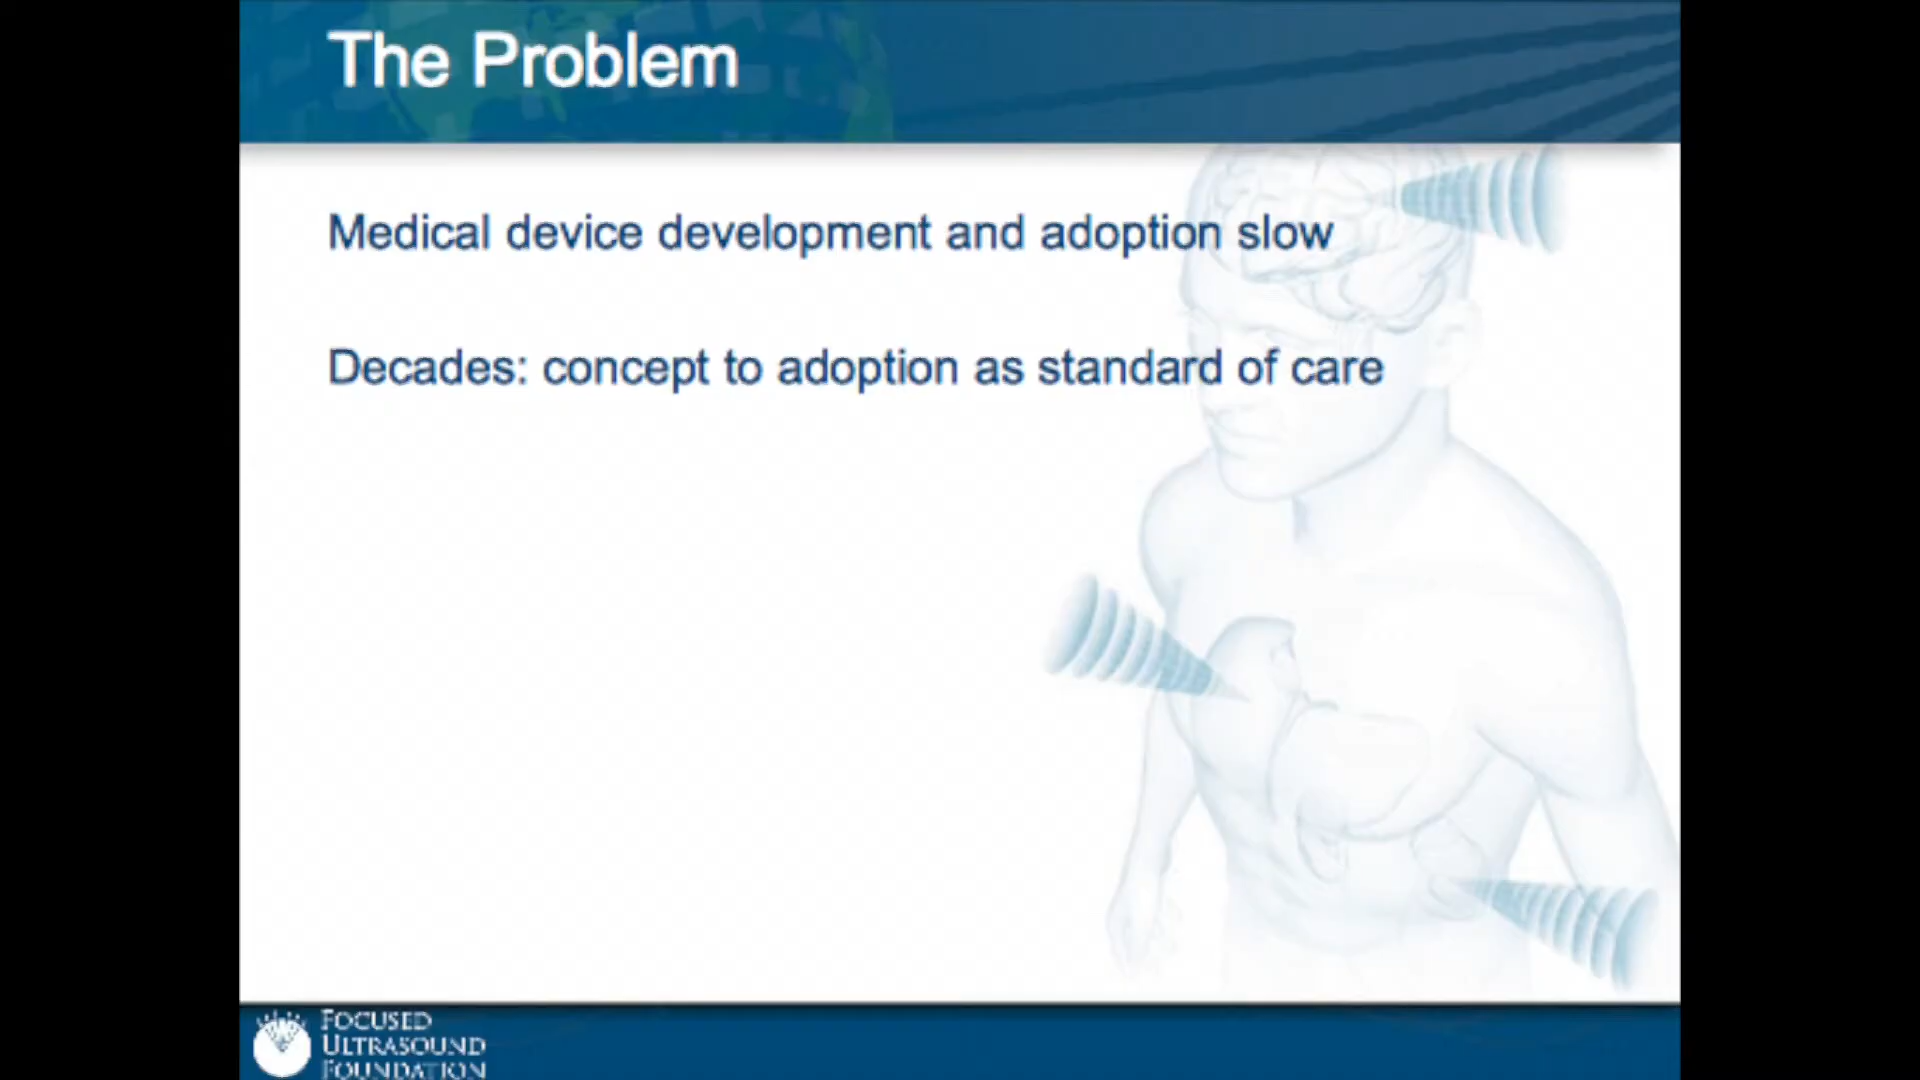 The Problem
Medical device development and adoption slow
Decades: concept to adoption as standard of care
FOCUSED
ULTRASOUND
FOUNDATION